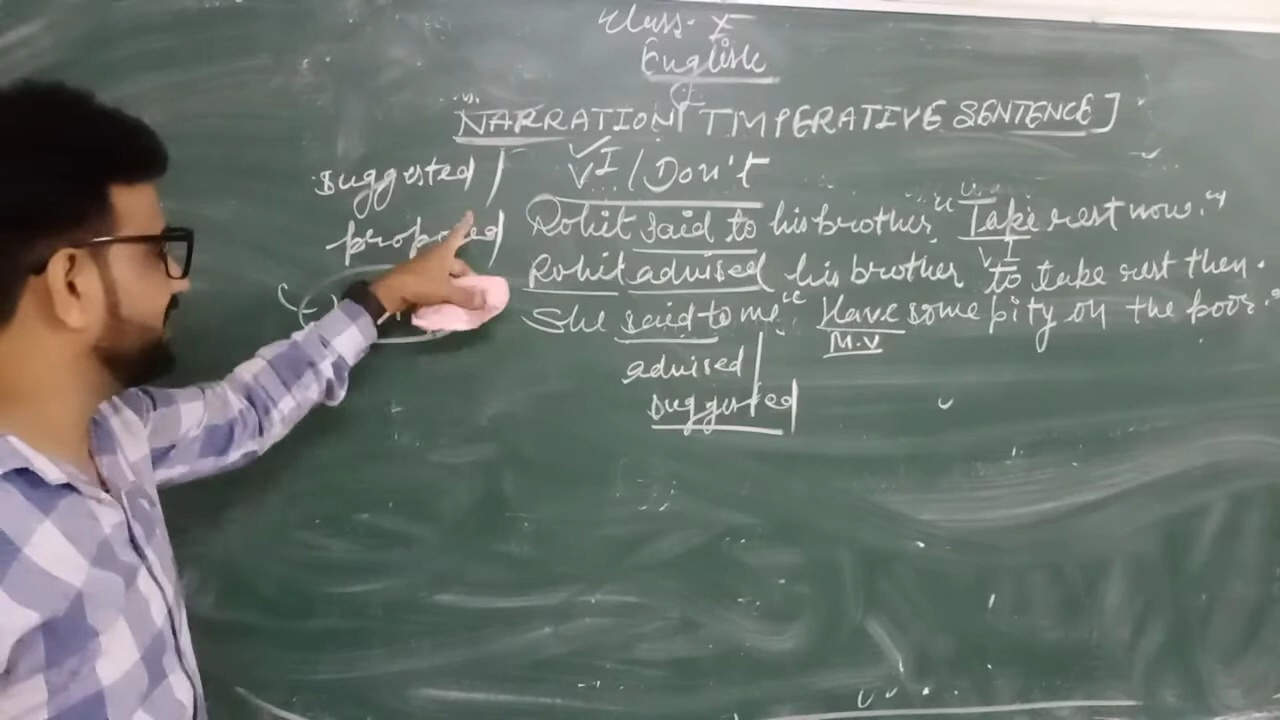 Class-X
English
NARRATION [IMPERATIVE SENTENCE]
suggested /
proposed
V^I / Don't
Rohit said to his brother, "Take rest now."
V^I
Rohit advised his brother to take rest then.
She said to me, "Have some pity on the poor."
M.V
advised
suggested